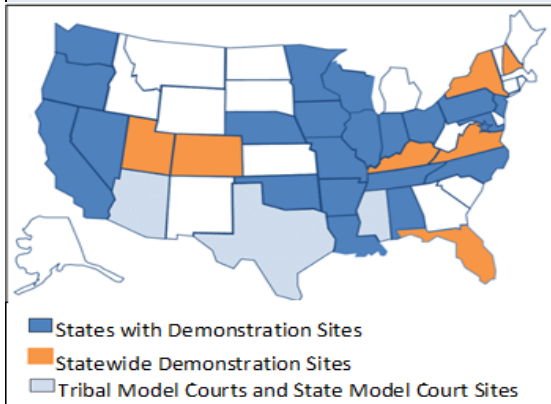 States with Demonstration Sites
Statewide Demonstration Sites
Tribal Model Courts and State Model Court Sites